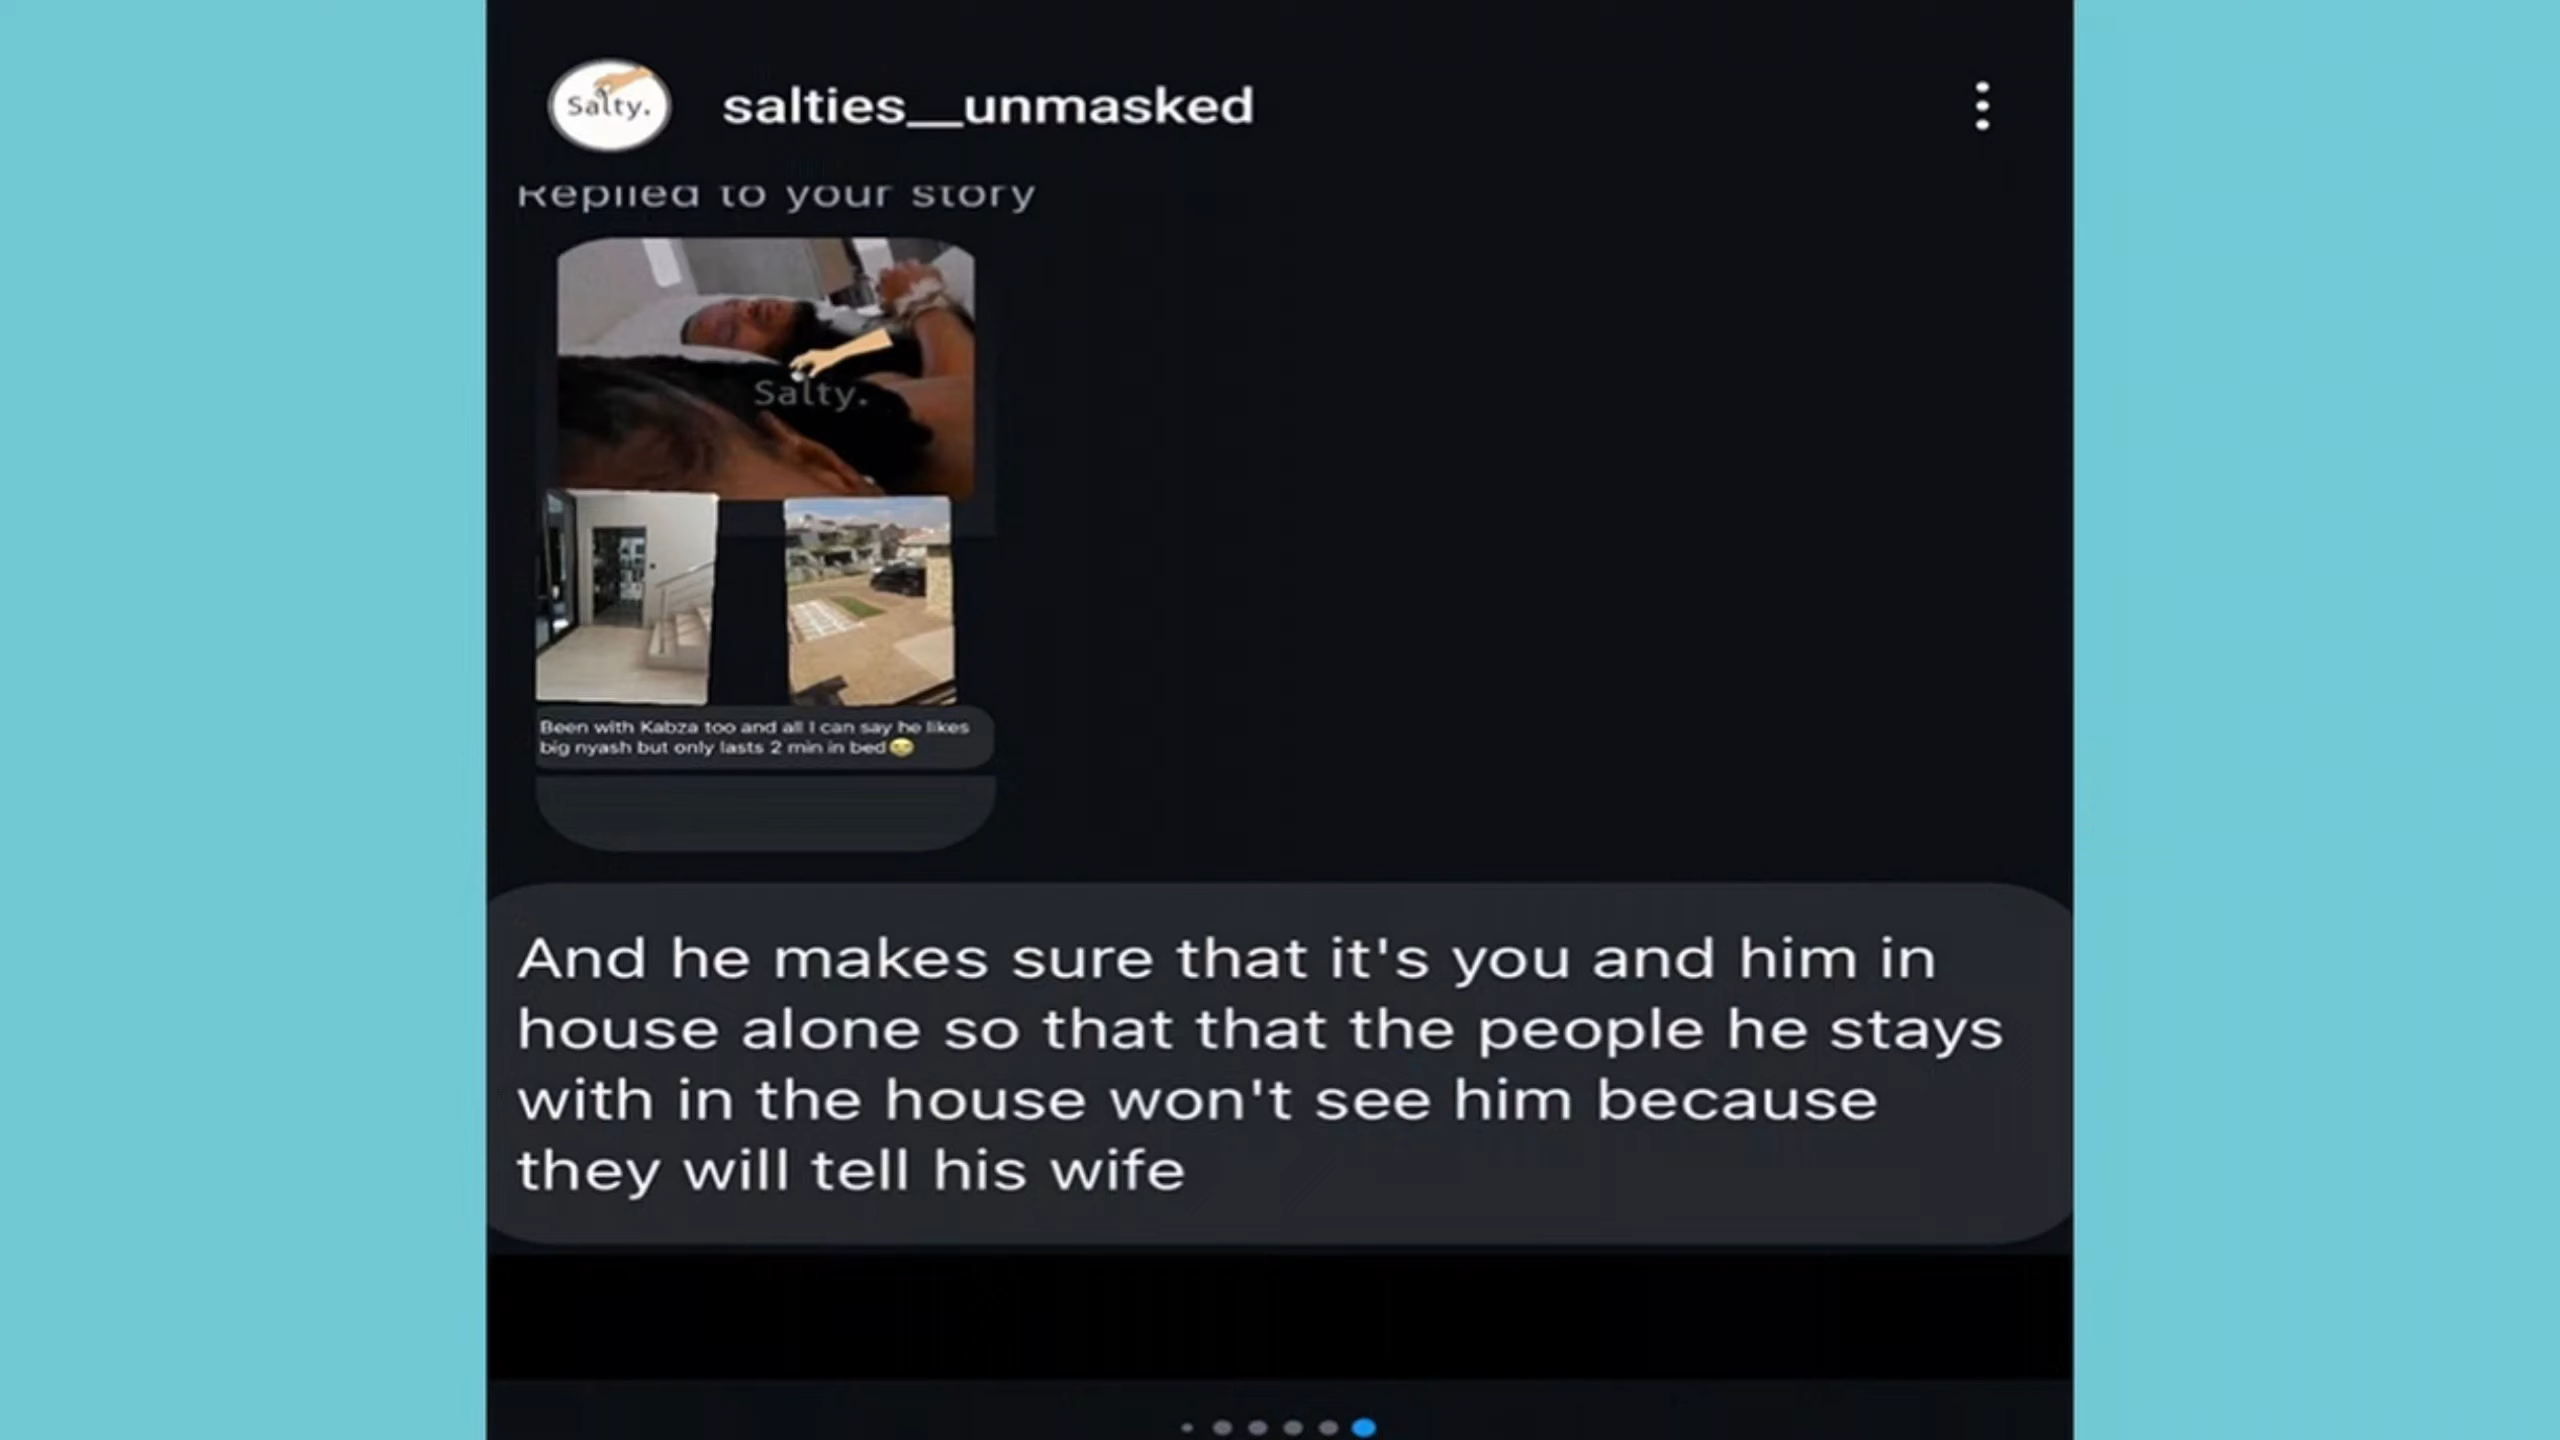 Salty.
salties__unmasked
Replied to your story
Salty.
Been with Kabza too and all I can say he likes
big nyash but only lasts 2 min in bed😂
And he makes sure that it's you and him in
house alone so that that the people he stays
with in the house won't see him because
they will tell his wife